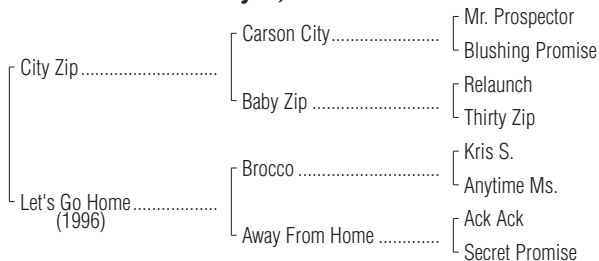 Mr. Prospector
Carson City
Blushing Promise
City Zip
Relaunch
Baby Zip
Thirty Zip
Kris S.
Brocco
Anytime Ms.
Let's Go Home
(1996)
Ack Ack
Away From Home
Secret Promise